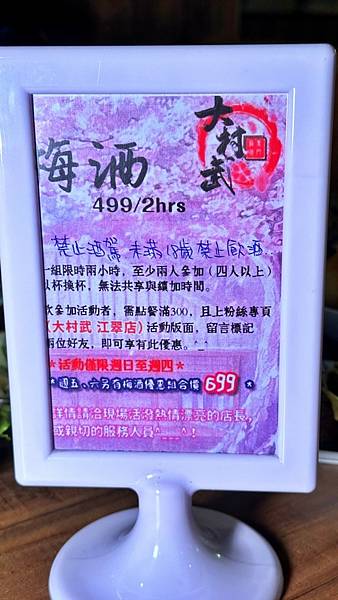 大村武
梅酒
499/2hrs
禁止酒駕 未滿18歲禁止飲酒..
一組限時兩小時，至少兩人參加（四人以上）
以杯換杯，無法共享與續加時間。
欢參加活動者，需點餐滿300，且上粉絲專頁
【大村武 江翠店】活動版面，留言標記
兩位好友，即可享有此優惠。^_^
＊活動僅限週日至週四＊
＊週五、六另有梅酒優惠組合價 699 ＊
詳情請洽現場活潑熱情漂亮的店長，
或親切的服務人員^___^！